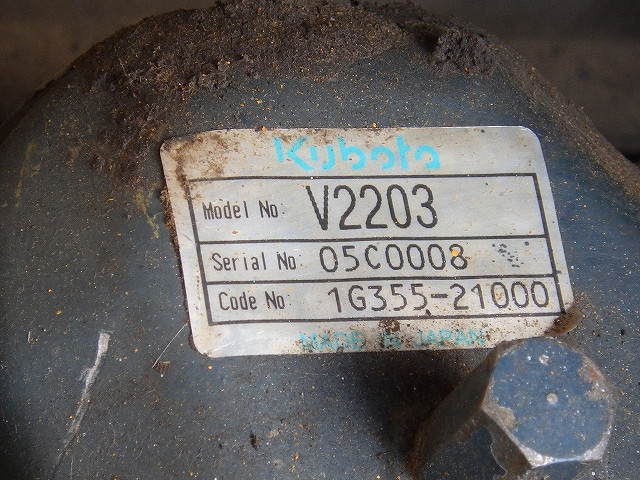 Kubota
Model No. V2203
Serial No. 05C0008
Code No. 1G355-21000
MADE IN JAPAN